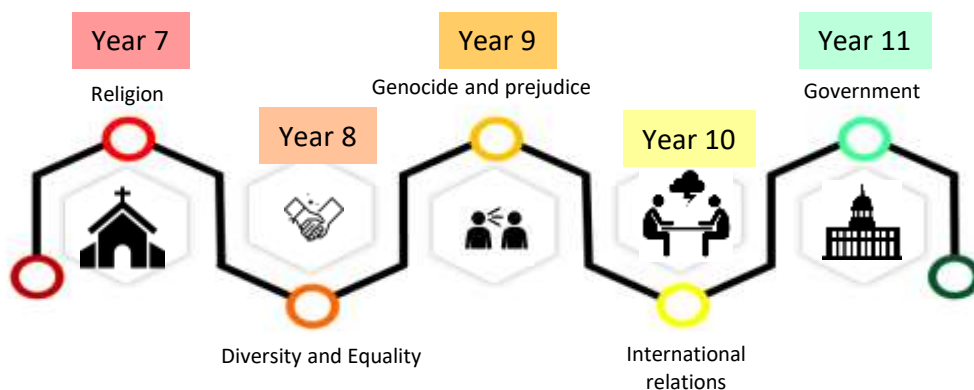 Year 7
Religion
Year 8
Diversity and Equality
Year 9
Genocide and prejudice
Year 10
International
relations
Year 11
Government